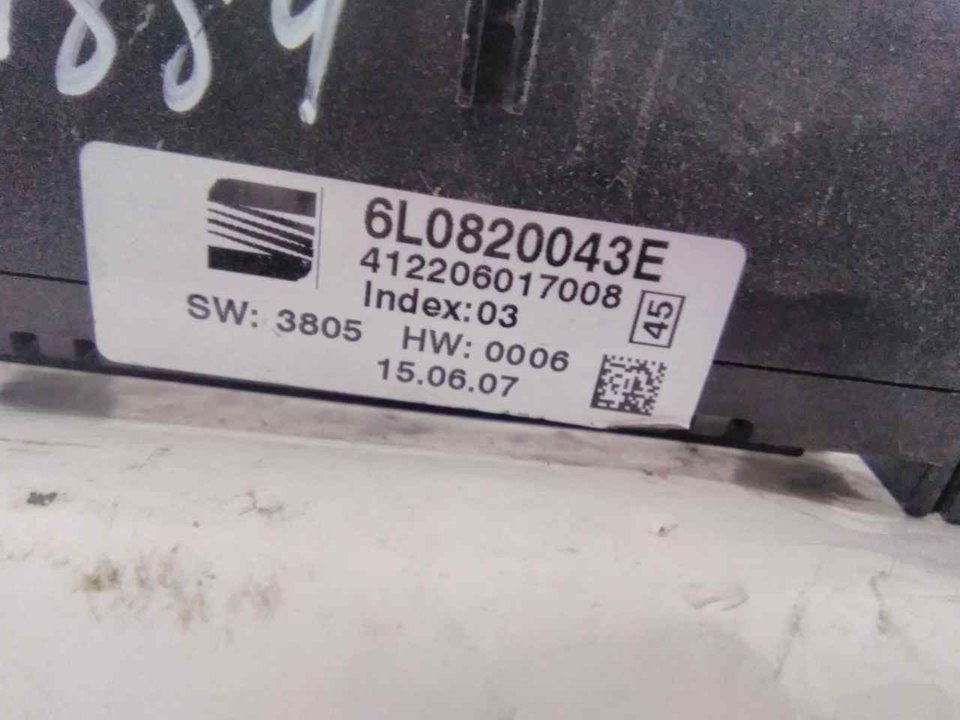 6L0820043E
412206017008
Index:03
45
SW: 3805 HW: 0006
15.06.07